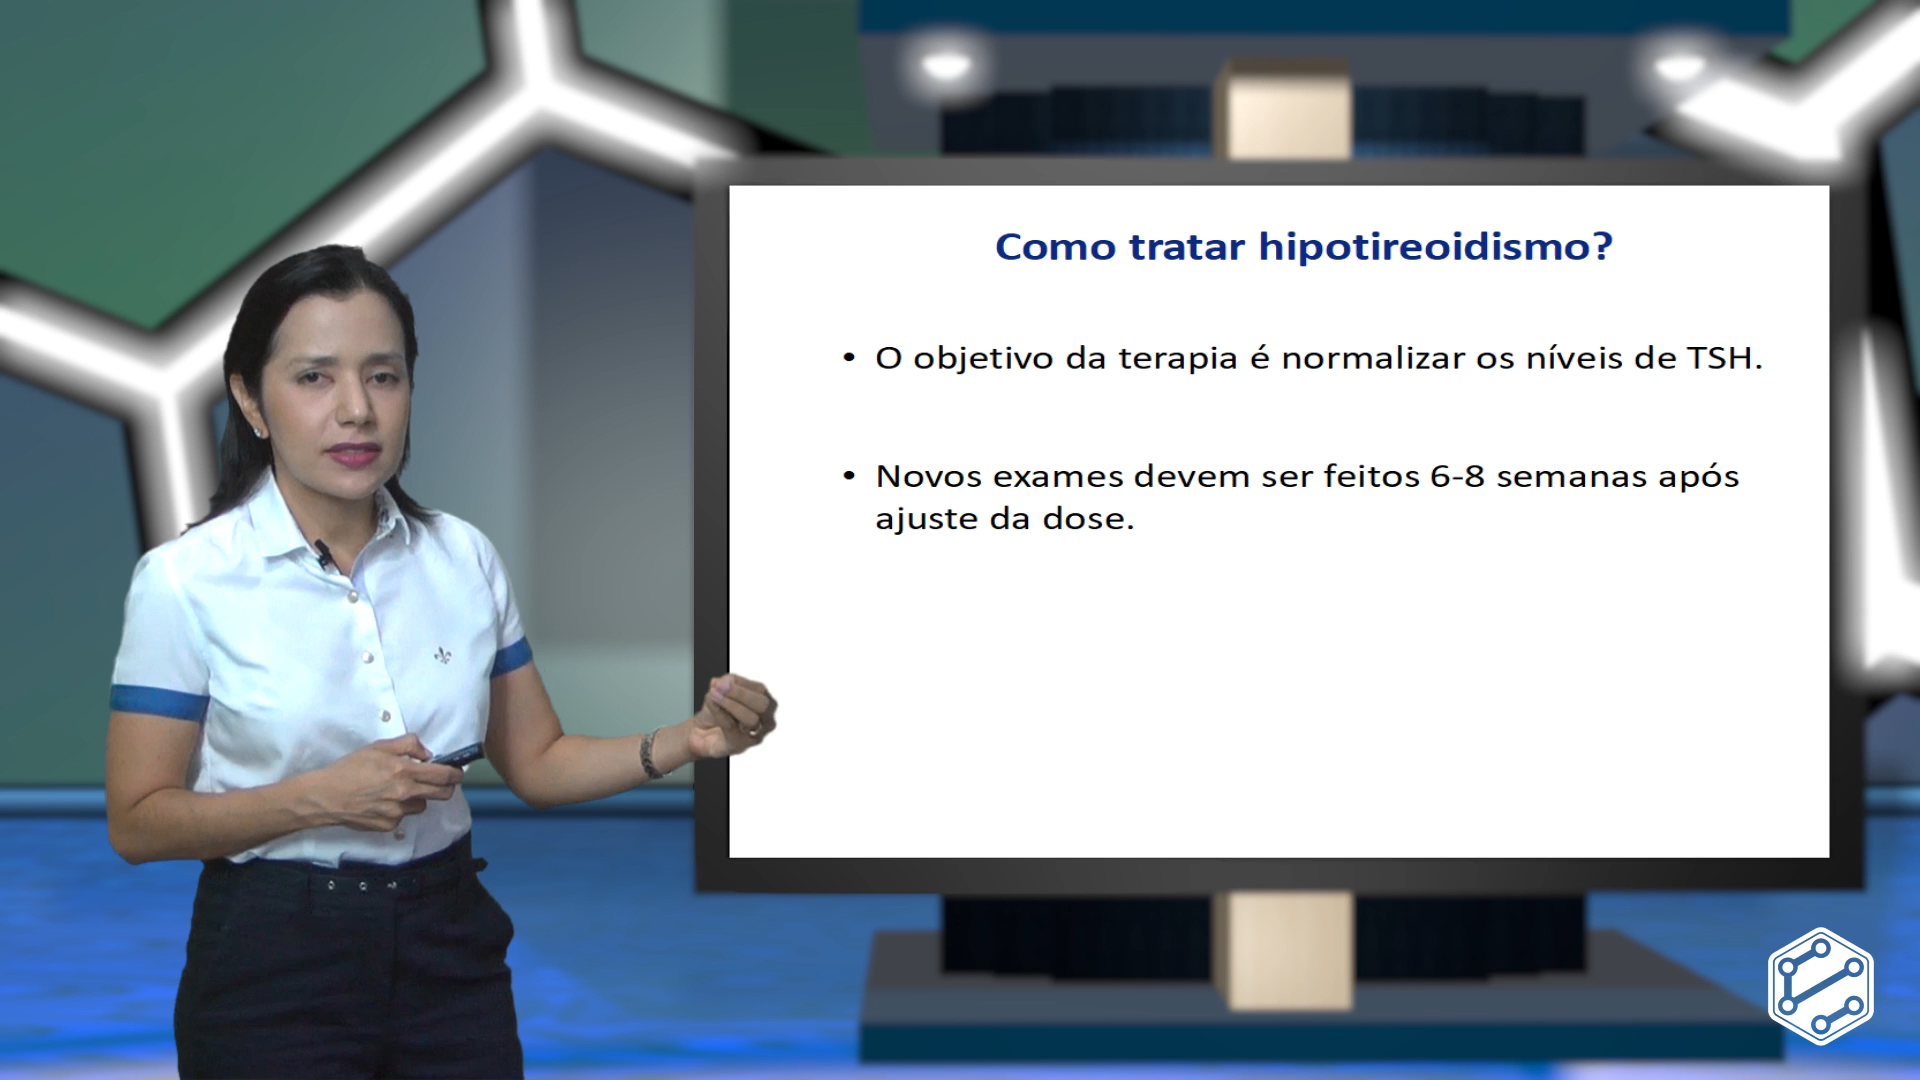 Como tratar hipotireoidismo?
• O objetivo da terapia é normalizar os níveis de TSH.
• Novos exames devem ser feitos 6-8 semanas após
ajuste da dose.